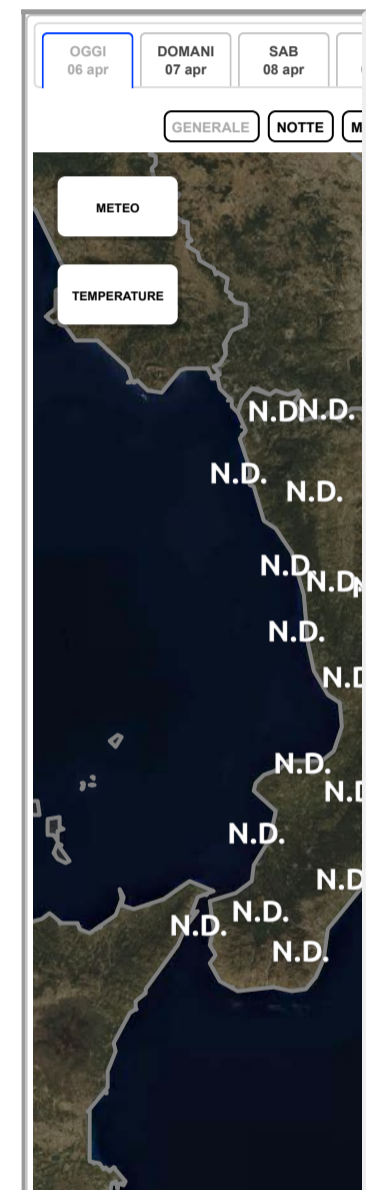 OGGI
06 apr
DOMANI
07 apr
SAB
08 apr
GENERALE
NOTTE
M
METEO
TEMPERATURE
N.D
N.D.
N.D.
N.D.
N.D.
N.D.
N.D.
N.D.
N.D.
N.D.
N.D
N.D.
N.D.
N.D.